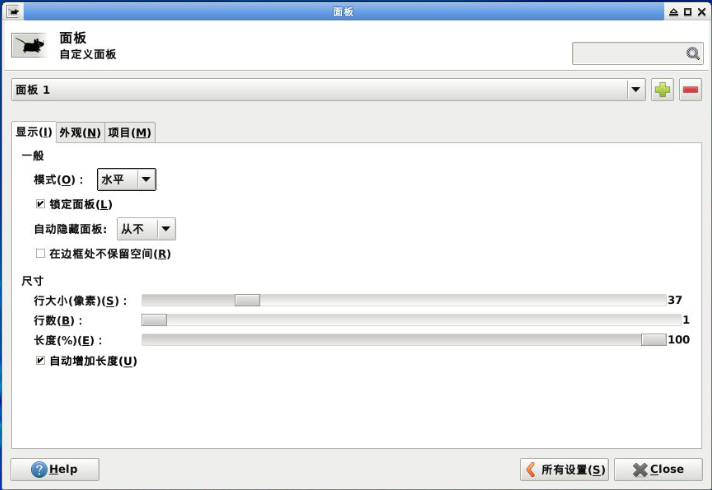 面板
面板
自定义面板
面板 1
显示(I) 外观(N) 项目(M)
一般
模式(O)： 水平
锁定面板(L)
自动隐藏面板: 从不
在边框处不保留空间(R)
尺寸
行大小(像素)(S)： 37
行数(B)： 1
长度(%)(E)： 100
自动增加长度(U)
Help 所有设置(S) Close